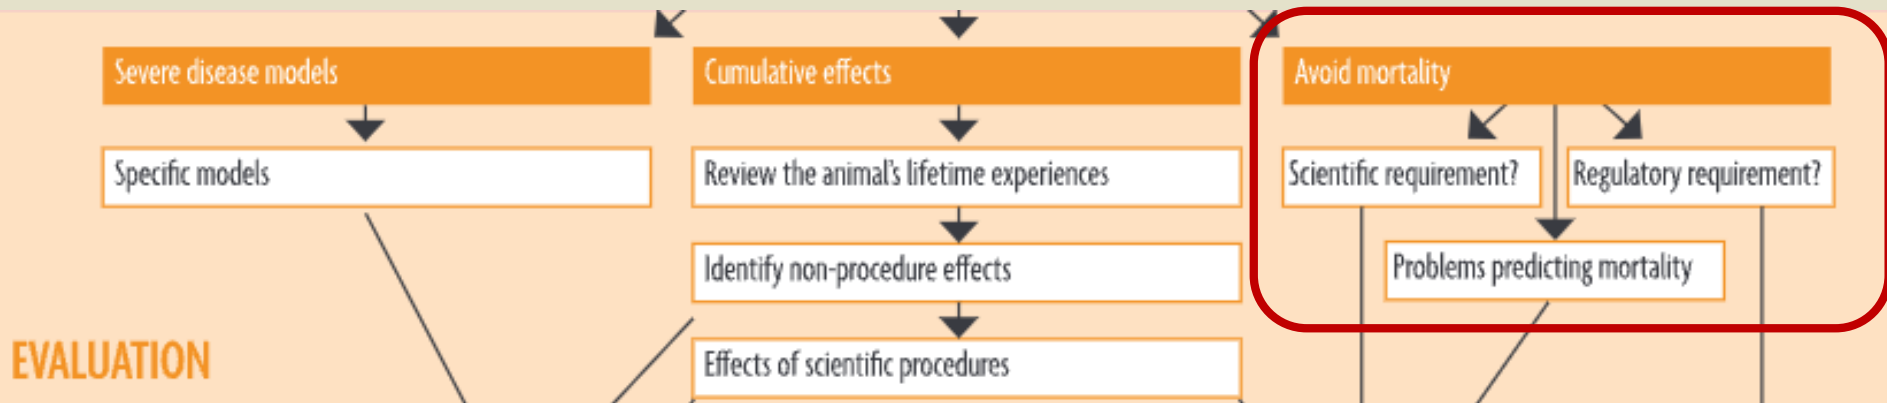 Severe disease models
Cumulative effects
Avoid mortality
Specific models
Review the animal's lifetime experiences
Scientific requirement?
Regulatory requirement?
Identify non-procedure effects
Problems predicting mortality
EVALUATION
Effects of scientific procedures